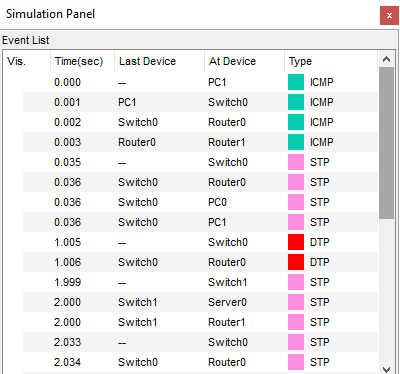 Simulation Panel x
Event List
Vis. Time(sec) Last Device At Device Type
0.000 -- PC1 ICMP
0.001 PC1 Switch0 ICMP
0.002 Switch0 Router0 ICMP
0.003 Router0 Router1 ICMP
0.035 -- Switch0 STP
0.036 Switch0 Router0 STP
0.036 Switch0 PC0 STP
0.036 Switch0 PC1 STP
1.005 -- Switch0 DTP
1.006 Switch0 Router0 DTP
1.999 -- Switch1 STP
2.000 Switch1 Server0 STP
2.000 Switch1 Router1 STP
2.033 -- Switch0 STP
2.034 Switch0 Router0 STP